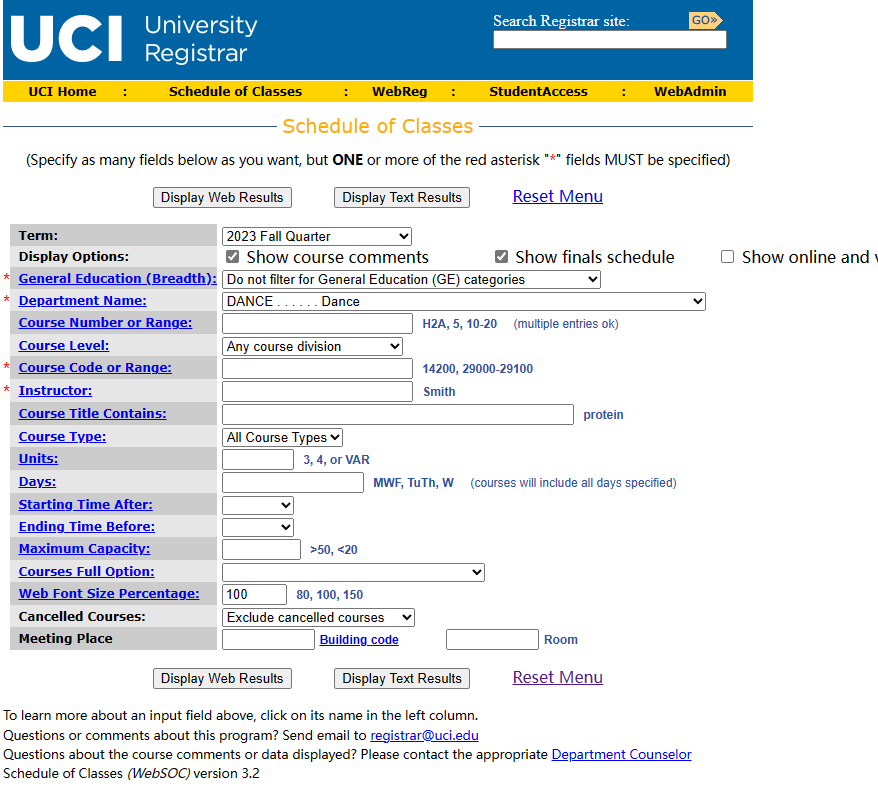 UCI University Registrar
Search Registrar site: GO»
UCI Home : Schedule of Classes : WebReg : StudentAccess : WebAdmin
Schedule of Classes
(Specify as many fields below as you want, but ONE or more of the red asterisk "*" fields MUST be specified)
Display Web Results Display Text Results Reset Menu
Term: 2023 Fall Quarter
Display Options: Show course comments Show finals schedule Show online and
* General Education (Breadth): Do not filter for General Education (GE) categories
* Department Name: DANCE . . . . . . Dance
Course Number or Range: H2A, 5, 10-20 (multiple entries ok)
Course Level: Any course division
* Course Code or Range: 14200, 29000-29100
* Instructor: Smith
Course Title Contains: protein
Course Type: All Course Types
Units: 3, 4, or VAR
Days: MWF, TuTh, W (courses will include all days specified)
Starting Time After:
Ending Time Before:
Maximum Capacity: >50, <20
Courses Full Option:
Web Font Size Percentage: 100 80, 100, 150
Cancelled Courses: Exclude cancelled courses
Meeting Place Building code Room
Display Web Results Display Text Results Reset Menu
To learn more about an input field above, click on its name in the left column.
Questions or comments about this program? Send email to registrar@uci.edu
Questions about the course comments or data displayed? Please contact the appropriate Department Counselor
Schedule of Classes (WebSOC) version 3.2